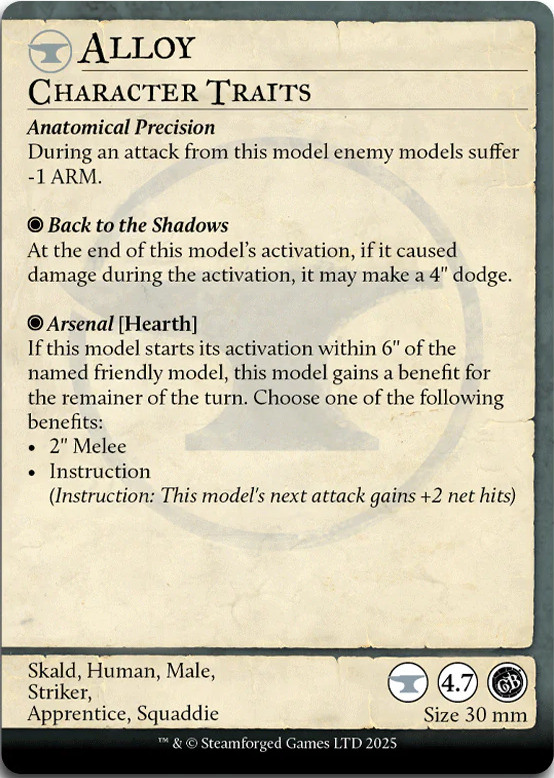 Alloy
Character Traits
Anatomical Precision
During an attack from this model enemy models suffer
-1 ARM.
◉ Back to the Shadows
At the end of this model's activation, if it caused
damage during the activation, it may make a 4" dodge.
◉ Arsenal [Hearth]
If this model starts its activation within 6" of the
named friendly model, this model gains a benefit for
the remainder of the turn. Choose one of the following
benefits:
• 2" Melee
• Instruction
(Instruction: This model's next attack gains +2 net hits)
Skald, Human, Male,
Striker,
Apprentice, Squaddie
4.7 GB
Size 30 mm
™ & © Steamforged Games LTD 2025